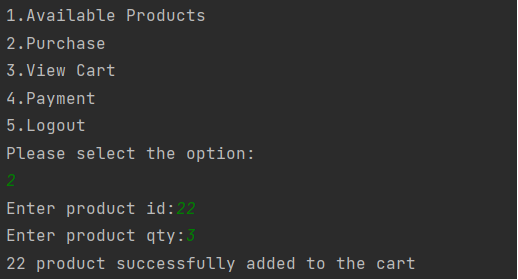 1.Available Products
2.Purchase
3.View Cart
4.Payment
5.Logout
Please select the option:
2
Enter product id:22
Enter product qty:3
22 product successfully added to the cart